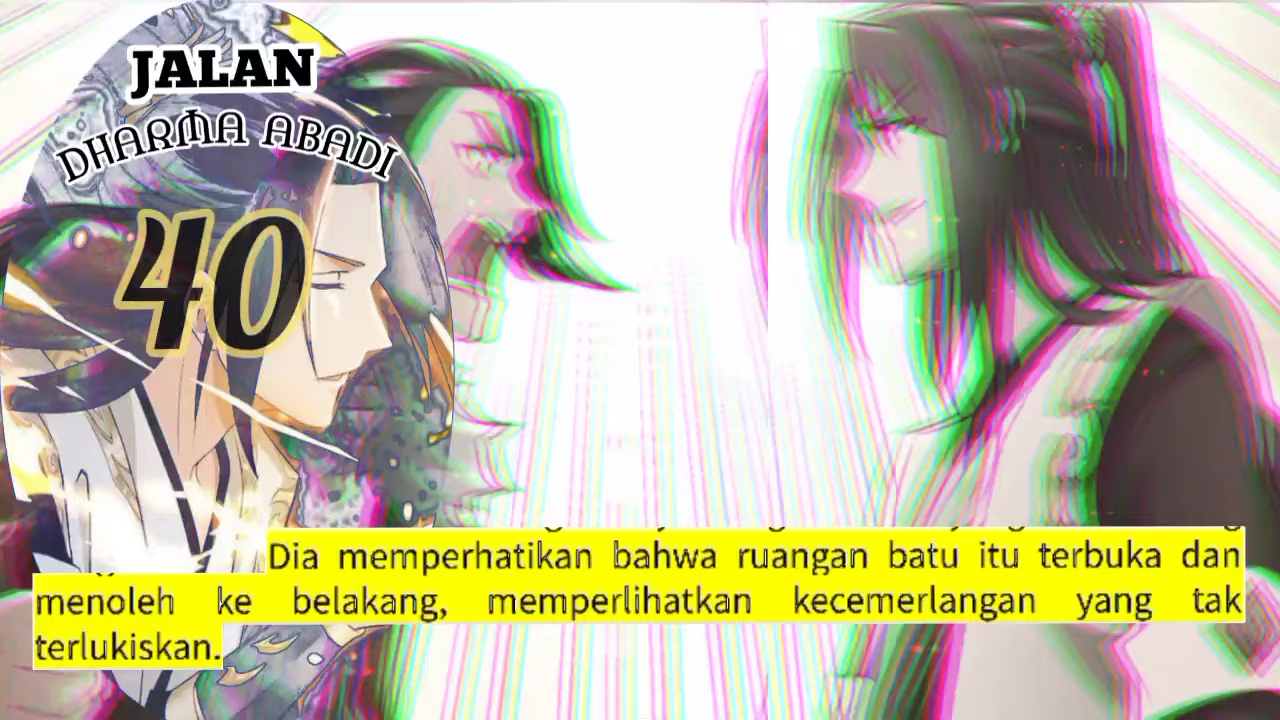 JALAN
DHARMA ABADI
40
Dia memperhatikan bahwa ruangan batu itu terbuka dan
menoleh ke belakang, memperlihatkan kecemerlangan yang tak
terlukiskan.